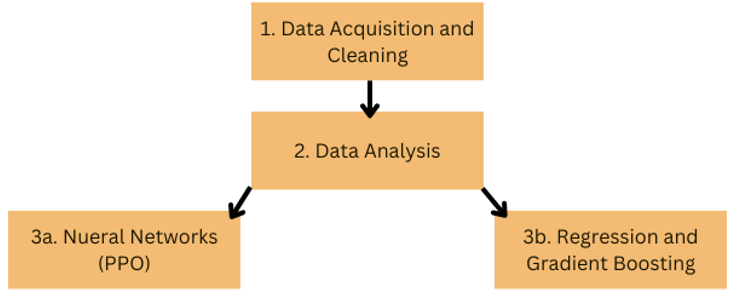 1. Data Acquisition and
Cleaning
2. Data Analysis
3a. Nueral Networks
(PPO)
3b. Regression and
Gradient Boosting